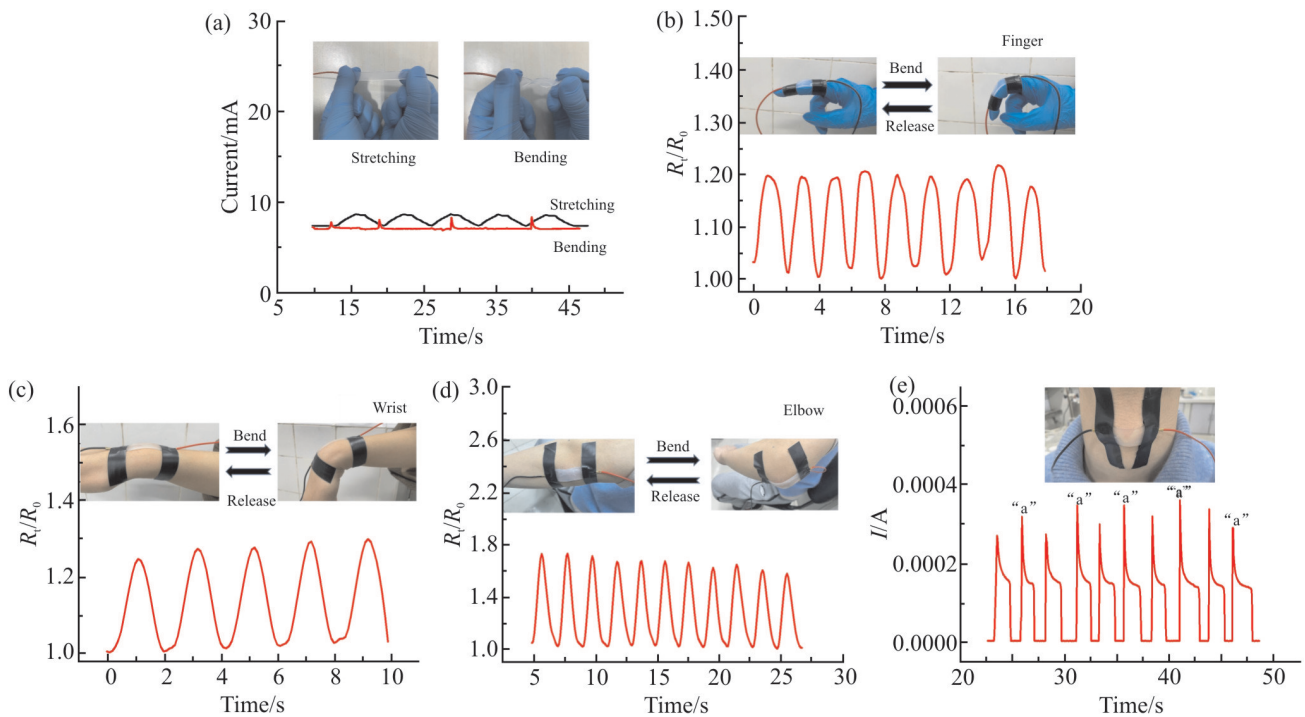 (a)
30
25
20
15
10
5
0
Current/mA
Stretching
Bending
Stretching
Bending
5
15
25
35
45
Time/s
(b)
1.50
1.40
1.30
1.20
1.10
1.00
Rₜ/R₀
Finger
Bend
Release
0
4
8
12
16
20
Time/s
(c)
1.6
1.4
1.2
1.0
Rₜ/R₀
Wrist
Bend
Release
0
2
4
6
8
10
Time/s
(d)
3.0
2.6
2.2
1.8
1.4
1.0
Rₜ/R₀
Elbow
Bend
Release
5
10
15
20
25
30
Time/s
(e)
0.0006
0.0004
0.0002
0.0000
I/A
“a”
“a”
“a”
“a”
“a”
20
30
40
50
Time/s